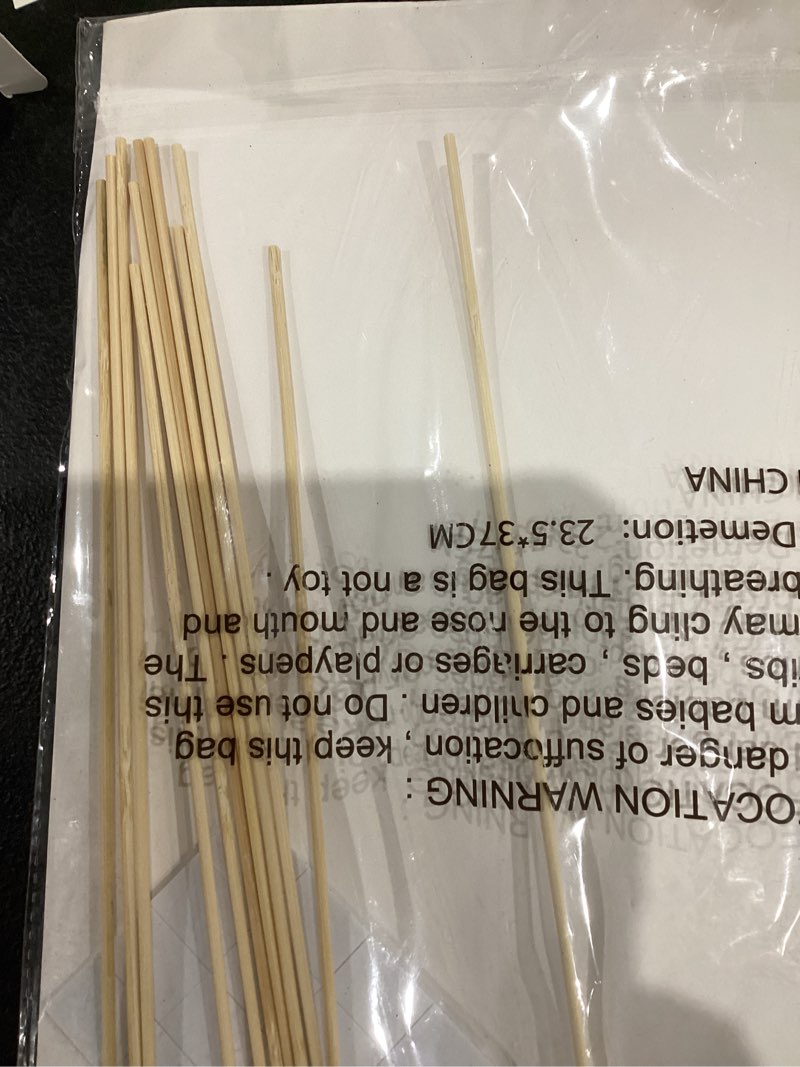 OCATION WARNING :
danger of suffocation , keep this bag
m babies and children . Do not use this
ribs , beds , carriages or playpens . The
may cling to the nose and mouth and
breathing. This bag is a not toy .
Demetion: 23.5*37CM
CHINA